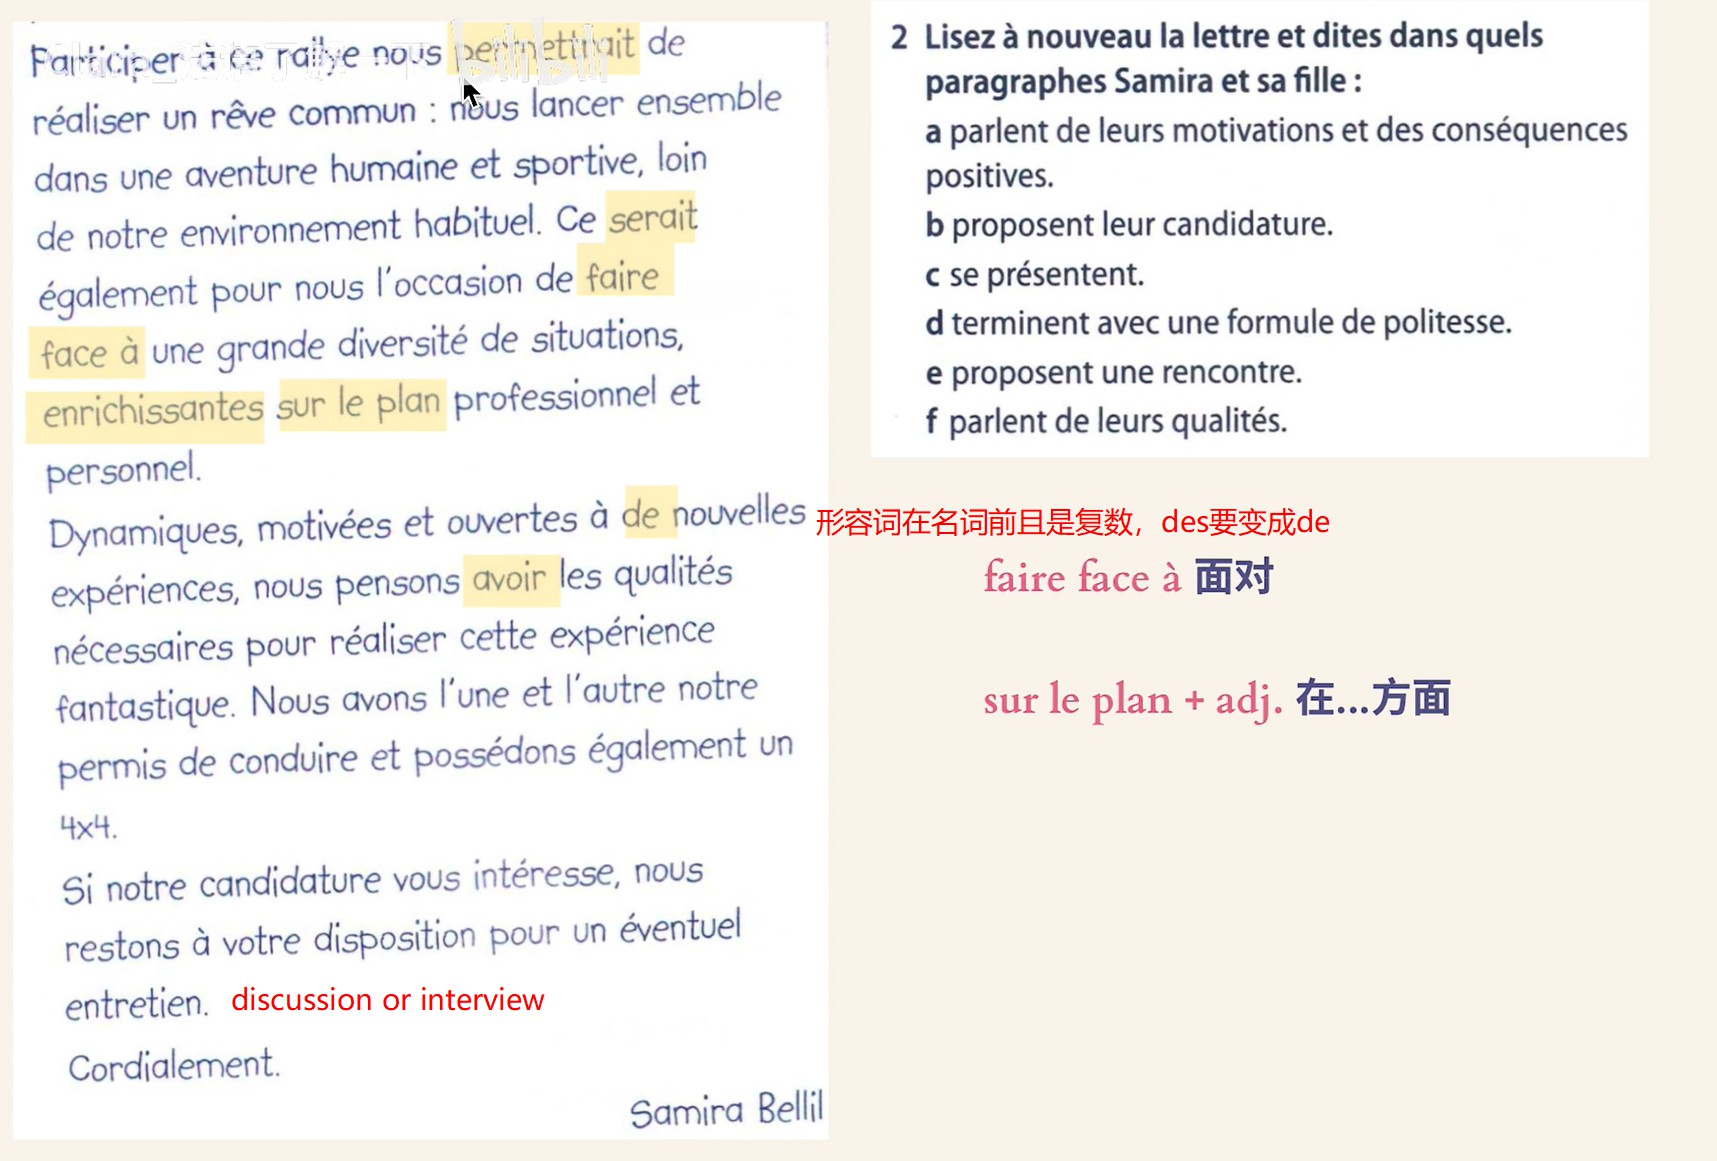 Participer à ce rallye nous permettrait de
réaliser un rêve commun : nous lancer ensemble
dans une aventure humaine et sportive, loin
de notre environnement habituel. Ce serait
également pour nous l'occasion de faire
face à une grande diversité de situations,
enrichissantes sur le plan professionnel et
personnel.
Dynamiques, motivées et ouvertes à de nouvelles
expériences, nous pensons avoir les qualités
nécessaires pour réaliser cette expérience
fantastique. Nous avons l'une et l'autre notre
permis de conduire et possédons également un
4x4.
Si notre candidature vous intéresse, nous
restons à votre disposition pour un éventuel
entretien. discussion or interview
Cordialement.
Samira Bellil
2 Lisez à nouveau la lettre et dites dans quels
paragraphes Samira et sa fille :
a parlent de leurs motivations et des conséquences
positives.
b proposent leur candidature.
c se présentent.
d terminent avec une formule de politesse.
e proposent une rencontre.
f parlent de leurs qualités.
形容词在名词前且是复数，des要变成de
faire face à 面对
sur le plan + adj. 在...方面
bilibili